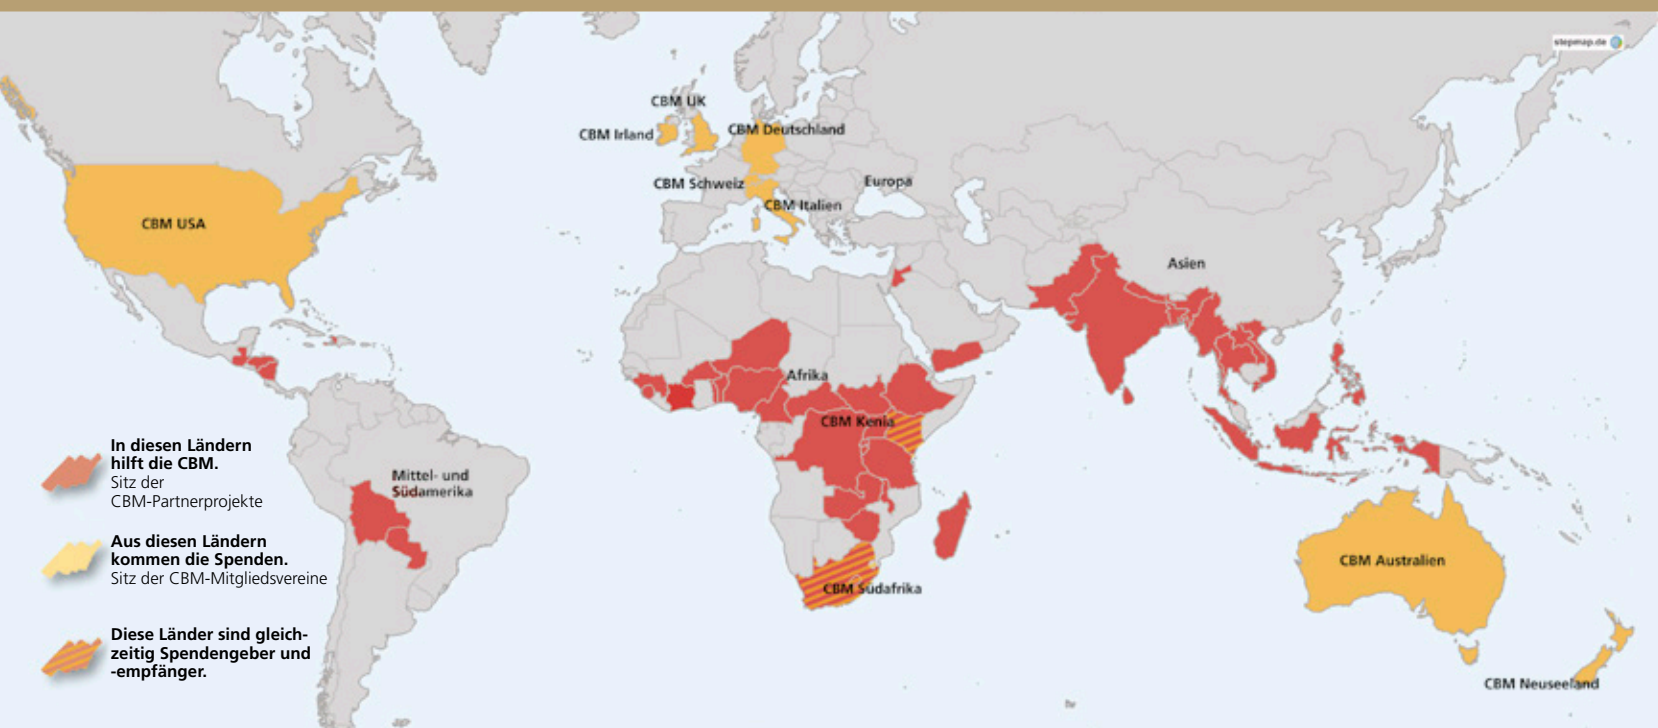 stepmap.de
CBM UK
CBM Irland
CBM Deutschland
CBM Schweiz
Europa
CBM Italien
CBM USA
Asien
Afrika
CBM Kenia
Mittel- und
Südamerika
CBM Südafrika
CBM Australien
CBM Neuseeland
In diesen Ländern
hilft die CBM.
Sitz der
CBM-Partnerprojekte
Aus diesen Ländern
kommen die Spenden.
Sitz der CBM-Mitgliedsvereine
Diese Länder sind gleich-
zeitig Spendengeber und
-empfänger.